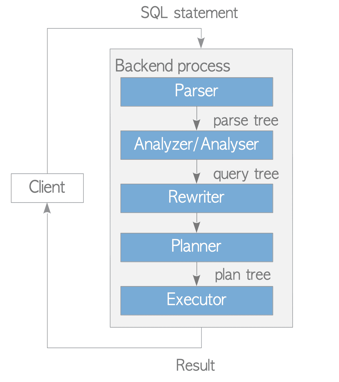 SQL statement
Backend process
Parser
parse tree
Analyzer/Analyser
query tree
Client
Rewriter
Planner
plan tree
Executor
Result